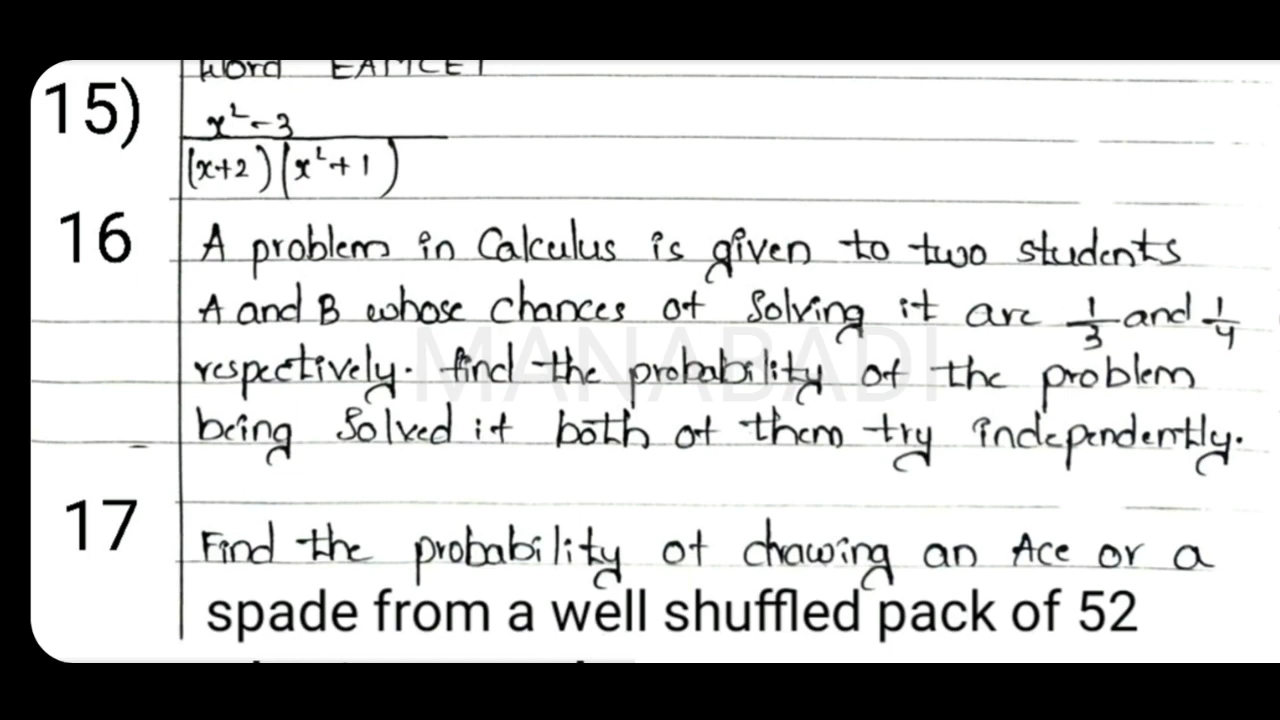 word EAMCET
15) x² - 3
(x+2)(x²+1)
16 A problem in Calculus is given to two students
A and B whose chances of solving it are 1/3 and 1/4
respectively. find the probability of the problem
being solved if both of them try independently.
MANABADI
17 Find the probability of drawing an Ace or a
spade from a well shuffled pack of 52